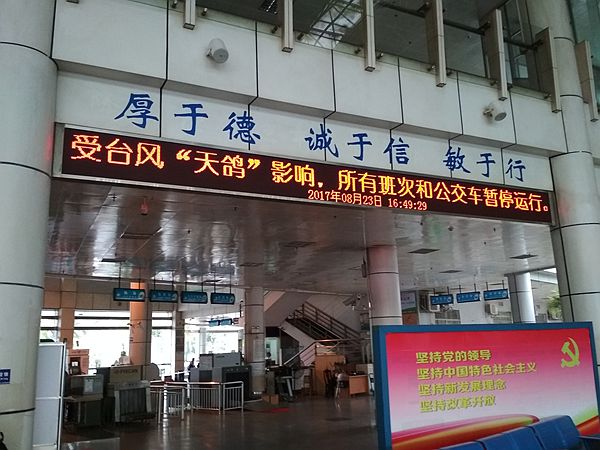 厚于德 诚于信 敏于行
受台风“天鸽”影响,所有班次和公交车暂停运行。
2017年08月23日 16:49:29
坚持党的领导
坚持中国特色社会主义
坚持新发展理念
坚持改革开放